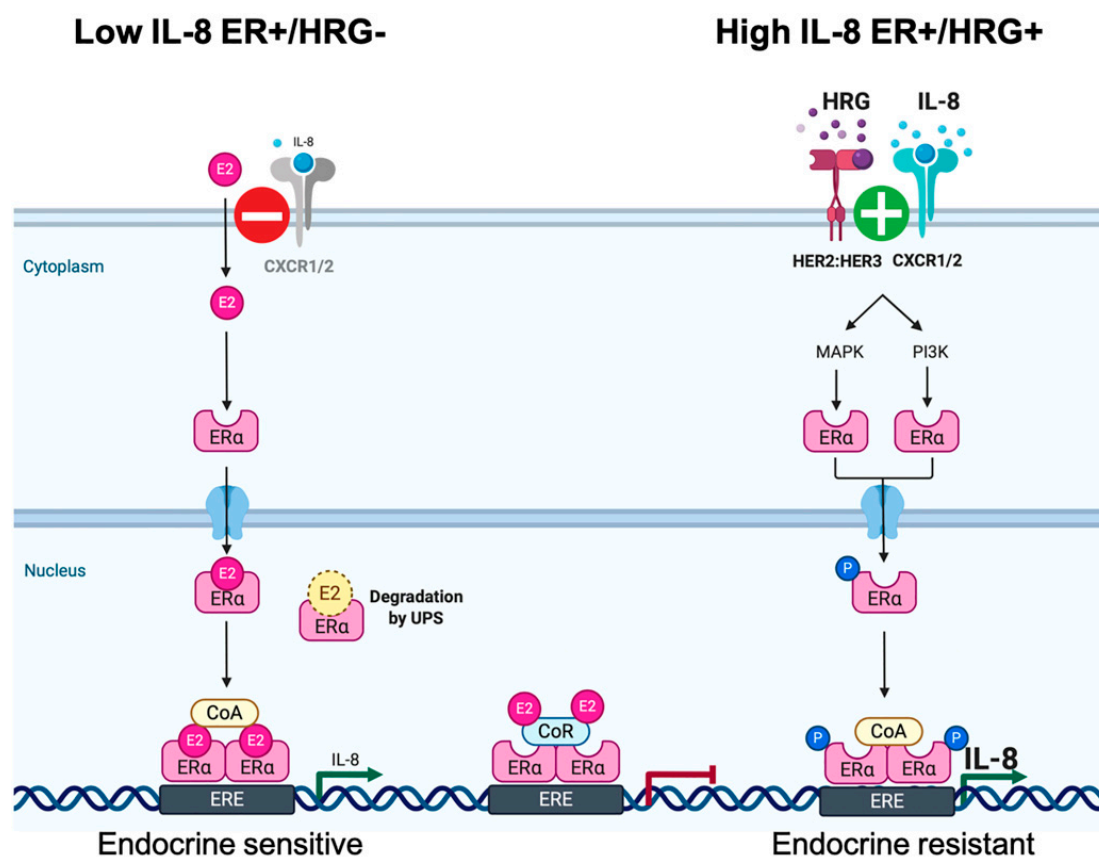 Low IL-8 ER+/HRG-
High IL-8 ER+/HRG+
HRG
IL-8
IL-8
E2
CXCR1/2
HER2:HER3
CXCR1/2
Cytoplasm
E2
MAPK
PI3K
ERα
ERα
ERα
Nucleus
E2
ERα
E2
ERα
Degradation
by UPS
P
ERα
CoA
E2
E2
ERα
ERα
IL-8
ERE
E2
E2
CoR
ERα
ERα
ERE
P
CoA
P
ERα
ERα
IL-8
ERE
Endocrine sensitive
Endocrine resistant